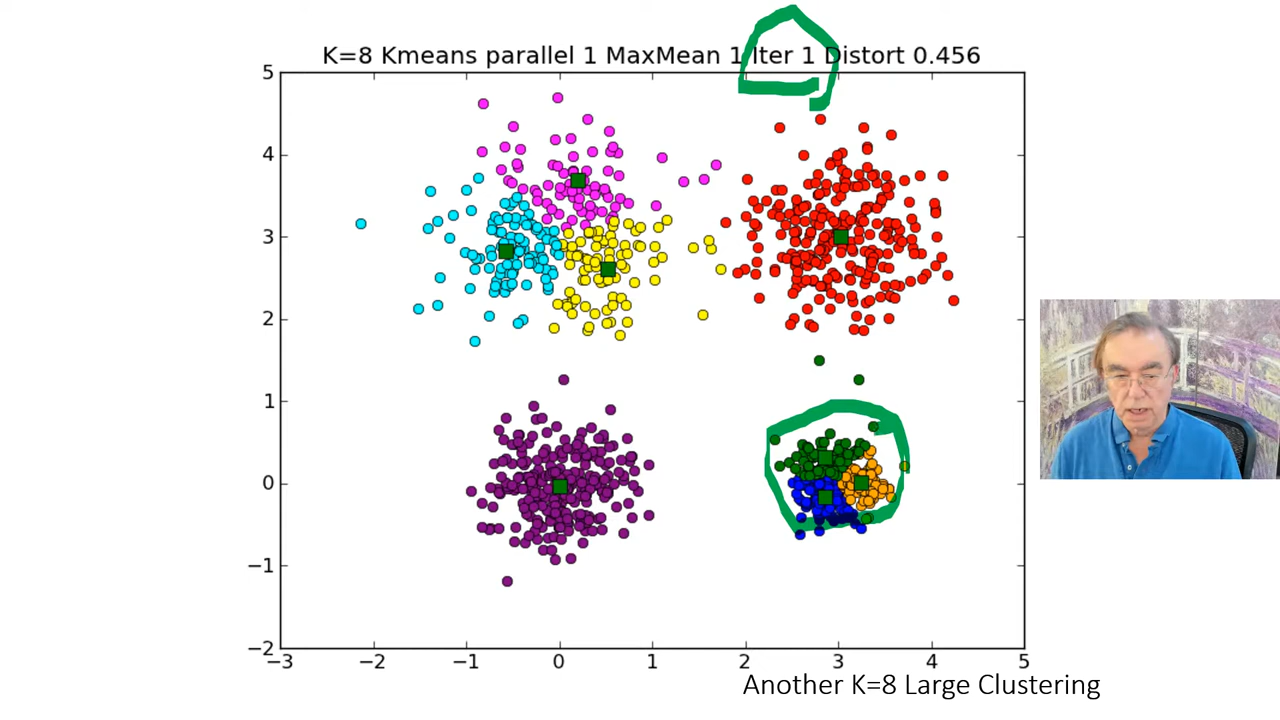 K=8 Kmeans parallel 1 MaxMean 1 Iter 1 Distort 0.456
5
4
3
2
1
0
−1
−2
−3 −2 −1 0 1 2 3 4 5
Another K=8 Large Clustering